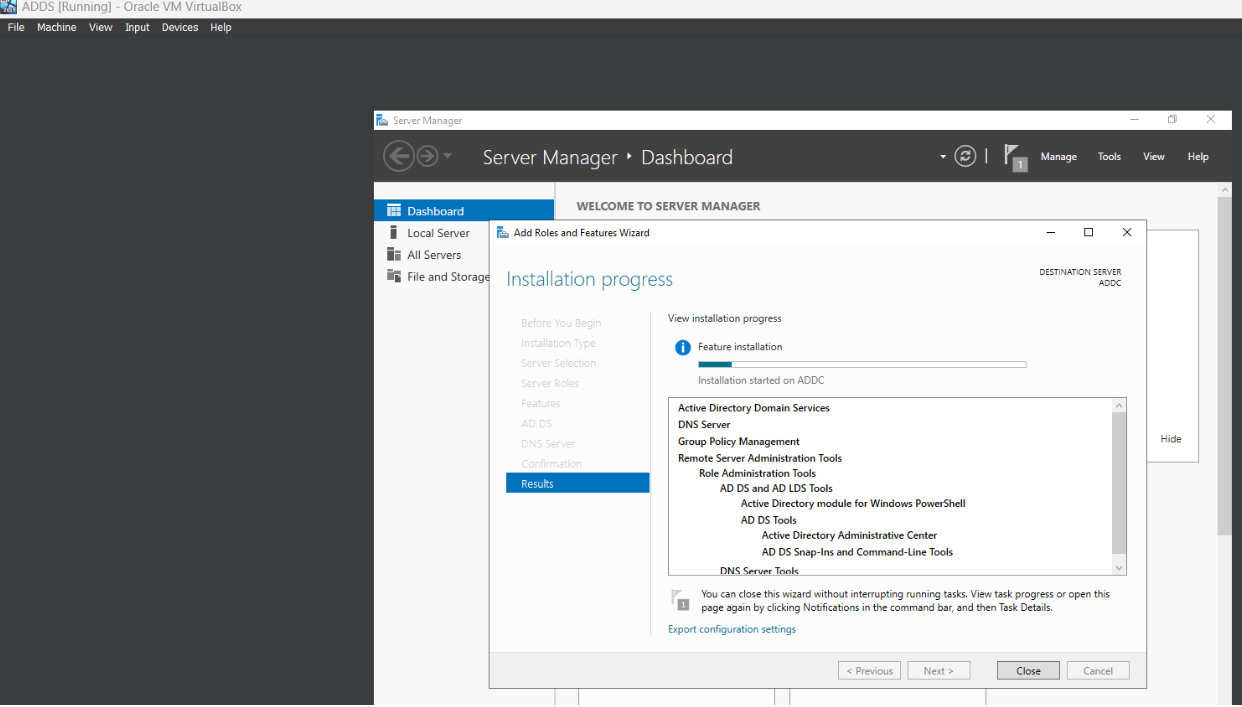 ADDS [Running] - Oracle VM VirtualBox
File Machine View Input Devices Help
Server Manager
Server Manager ‣ Dashboard
1 Manage Tools View Help
Dashboard
Local Server
All Servers
File and Storage
WELCOME TO SERVER MANAGER
Add Roles and Features Wizard
Installation progress
DESTINATION SERVER
ADDC
Before You Begin
Installation Type
Server Selection
Server Roles
Features
AD DS
DNS Server
Confirmation
Results
View installation progress
Feature installation
Installation started on ADDC
Active Directory Domain Services
DNS Server
Group Policy Management
Remote Server Administration Tools
Role Administration Tools
AD DS and AD LDS Tools
Active Directory module for Windows PowerShell
AD DS Tools
Active Directory Administrative Center
AD DS Snap-Ins and Command-Line Tools
DNS Server Tools
1
You can close this wizard without interrupting running tasks. View task progress or open this
page again by clicking Notifications in the command bar, and then Task Details.
Export configuration settings
< Previous Next > Close Cancel
Hide